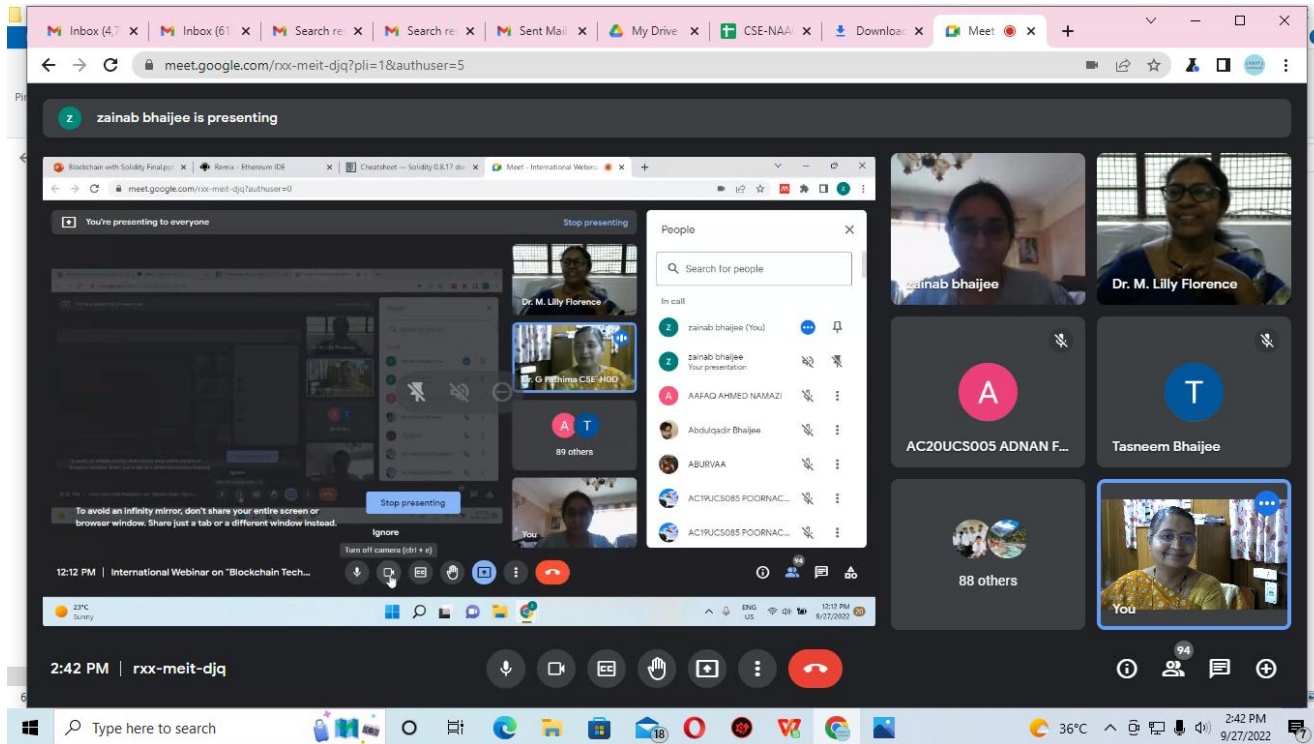 Inbox (4,7
Inbox (61
Search re
Search re
Sent Mail
My Drive
CSE-NAA
Downloa
Meet
meet.google.com/rxx-meit-djq?pli=1&authuser=5
z
zainab bhaijee is presenting
Blockchain with Solidity Final.pp
Remix - Ethereum IDE
Cheatsheet — Solidity 0.8.17 do
Meet - International Webina
meet.google.com/rxx-meit-djq?authuser=0
You're presenting to everyone
Stop presenting
Dr. M. Lilly Florence
Dr. G Fathima CSE-HOD
A T
89 others
You
People
Search for people
In call
z
zainab bhaijee (You)
z
zainab bhaijee
Your presentation
A
AAFAQ AHMED NAMAZI
Abdulqadir Bhaijee
ABURVAA
AC19UCS085 POORNAC...
AC19UCS085 POORNAC...
To avoid an infinity mirror, don't share your entire screen or
browser window. Share just a tab or a different window instead.
Stop presenting
Ignore
Turn off camera (ctrl + e)
12:12 PM | International Webinar on "Blockchain Tech...
94
23°C
Sunny
ENG
US
12:12 PM
9/27/2022
20
zainab bhaijee
Dr. M. Lilly Florence
A
AC20UCS005 ADNAN F...
T
Tasneem Bhaijee
88 others
You
2:42 PM | rxx-meit-djq
94
Type here to search
18
36°C
2:42 PM
9/27/2022